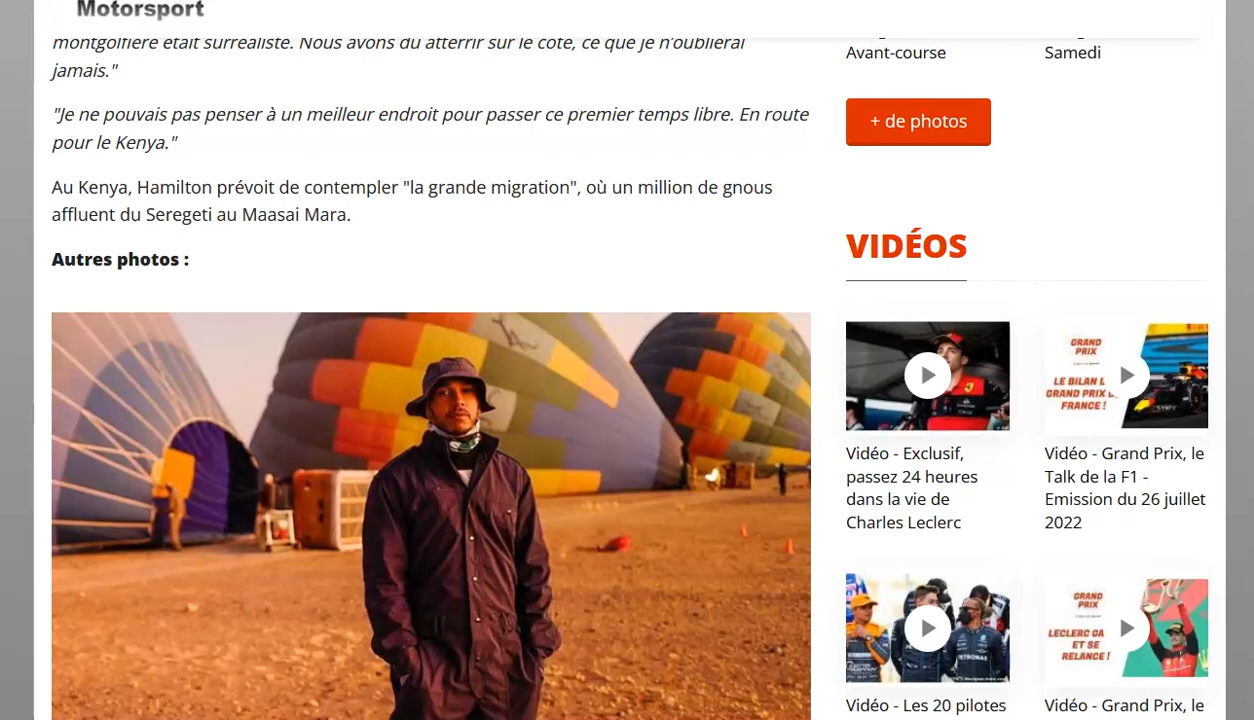 Motorsport
montgolfière était surréaliste. Nous avons dû atterrir sur le côté, ce que je n'oublierai
jamais."
"Je ne pouvais pas penser à un meilleur endroit pour passer ce premier temps libre. En route
pour le Kenya."
Au Kenya, Hamilton prévoit de contempler "la grande migration", où un million de gnous
affluent du Seregeti au Maasai Mara.
Autres photos :
Avant-course
Samedi
+ de photos
VIDÉOS
GRAND
PRIX
LE BILAN
GRAND PRIX
FRANCE !
Vidéo - Exclusif,
passez 24 heures
dans la vie de
Charles Leclerc
Vidéo - Grand Prix, le
Talk de la F1 -
Emission du 26 juillet
2022
PETRONAS
GRAND
PRIX
LECLERC GA
ET SE
RELANCE !
Vidéo - Les 20 pilotes
Vidéo - Grand Prix, le